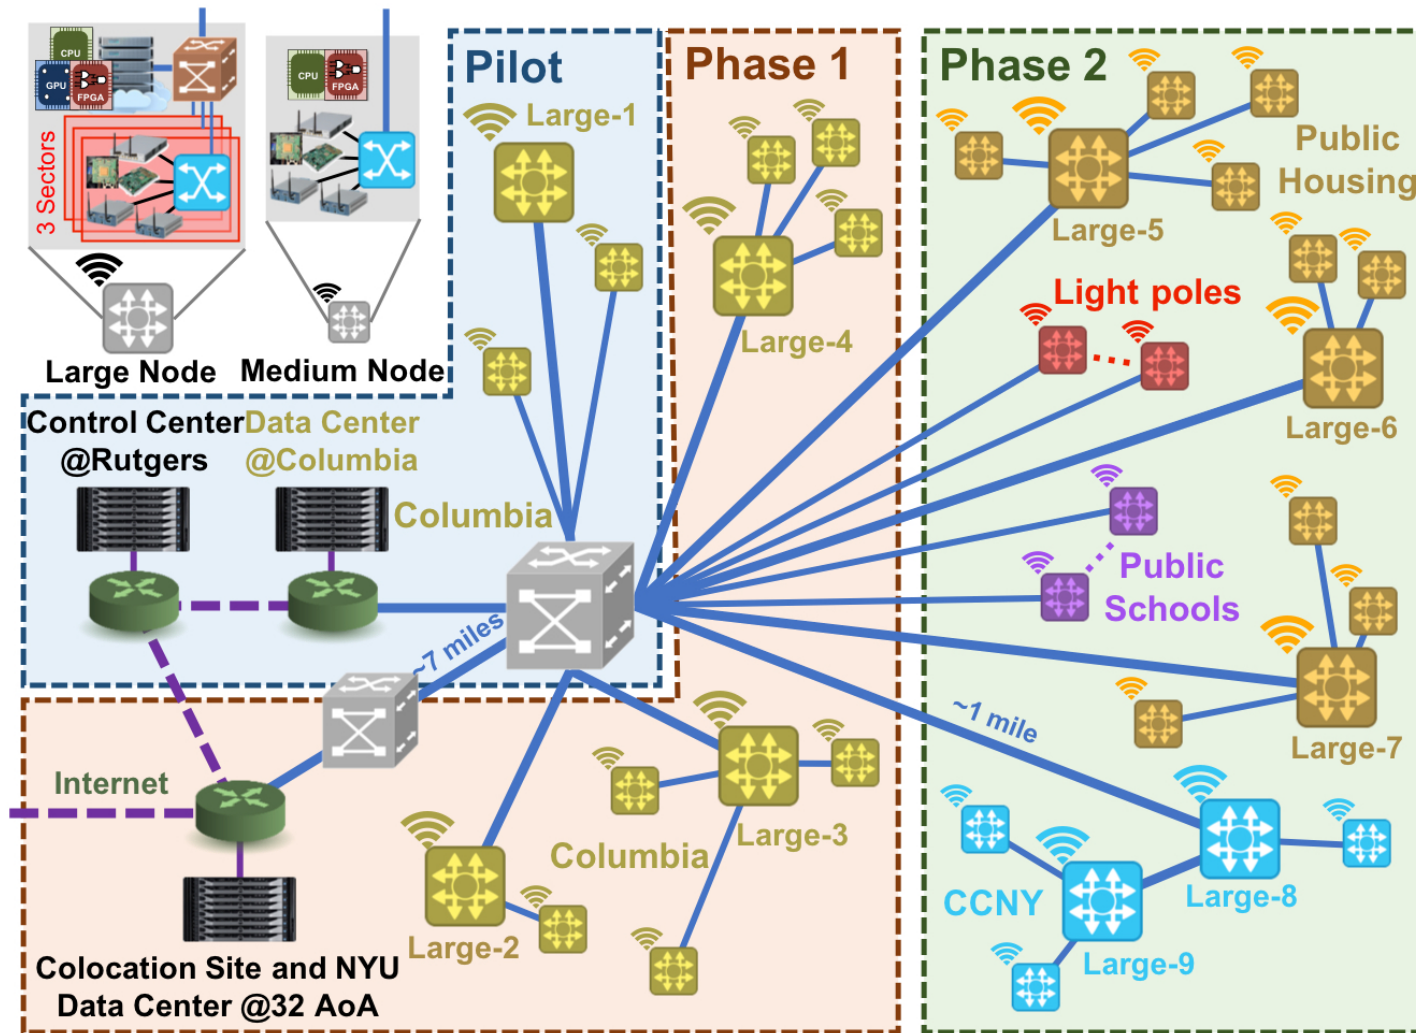 CPU
GPU
FPGA
3 Sectors
CPU
FPGA
Large Node
Medium Node
Pilot
Large-1
Phase 1
Large-4
Phase 2
Public
Housing
Large-5
Light poles
Large-6
Control Center
@Rutgers
Data Center
@Columbia
Columbia
Public
Schools
~7 miles
Large-7
~1 mile
Internet
Large-3
Columbia
Large-2
Large-8
CCNY
Large-9
Colocation Site and NYU
Data Center @32 AoA